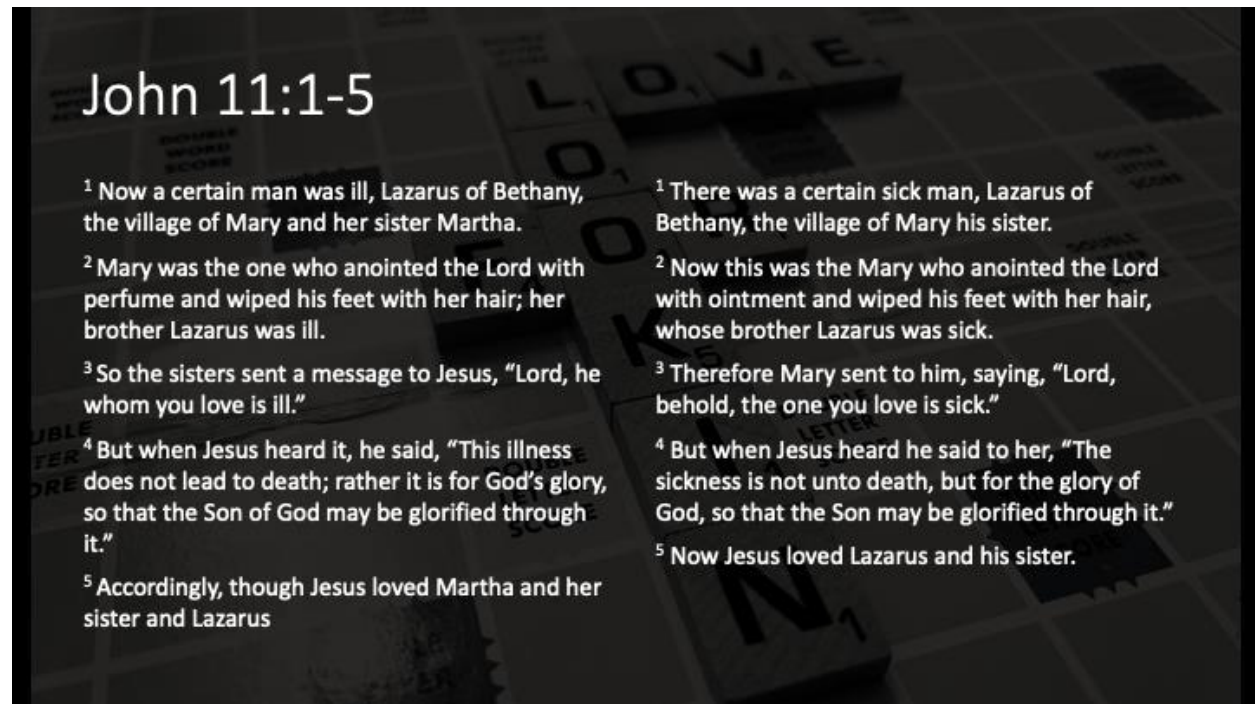 John 11:1-5
1 Now a certain man was ill, Lazarus of Bethany,
the village of Mary and her sister Martha.
2 Mary was the one who anointed the Lord with
perfume and wiped his feet with her hair; her
brother Lazarus was ill.
3 So the sisters sent a message to Jesus, “Lord, he
whom you love is ill.”
4 But when Jesus heard it, he said, “This illness
does not lead to death; rather it is for God’s glory,
so that the Son of God may be glorified through
it.”
5 Accordingly, though Jesus loved Martha and her
sister and Lazarus
1 There was a certain sick man, Lazarus of
Bethany, the village of Mary his sister.
2 Now this was the Mary who anointed the Lord
with ointment and wiped his feet with her hair,
whose brother Lazarus was sick.
3 Therefore Mary sent to him, saying, “Lord,
behold, the one you love is sick.”
4 But when Jesus heard he said to her, “The
sickness is not unto death, but for the glory of
God, so that the Son may be glorified through it.”
5 Now Jesus loved Lazarus and his sister.
LOVE
DOUBLE
WORD
SCORE
DOUBLE
LETTER
SCORE